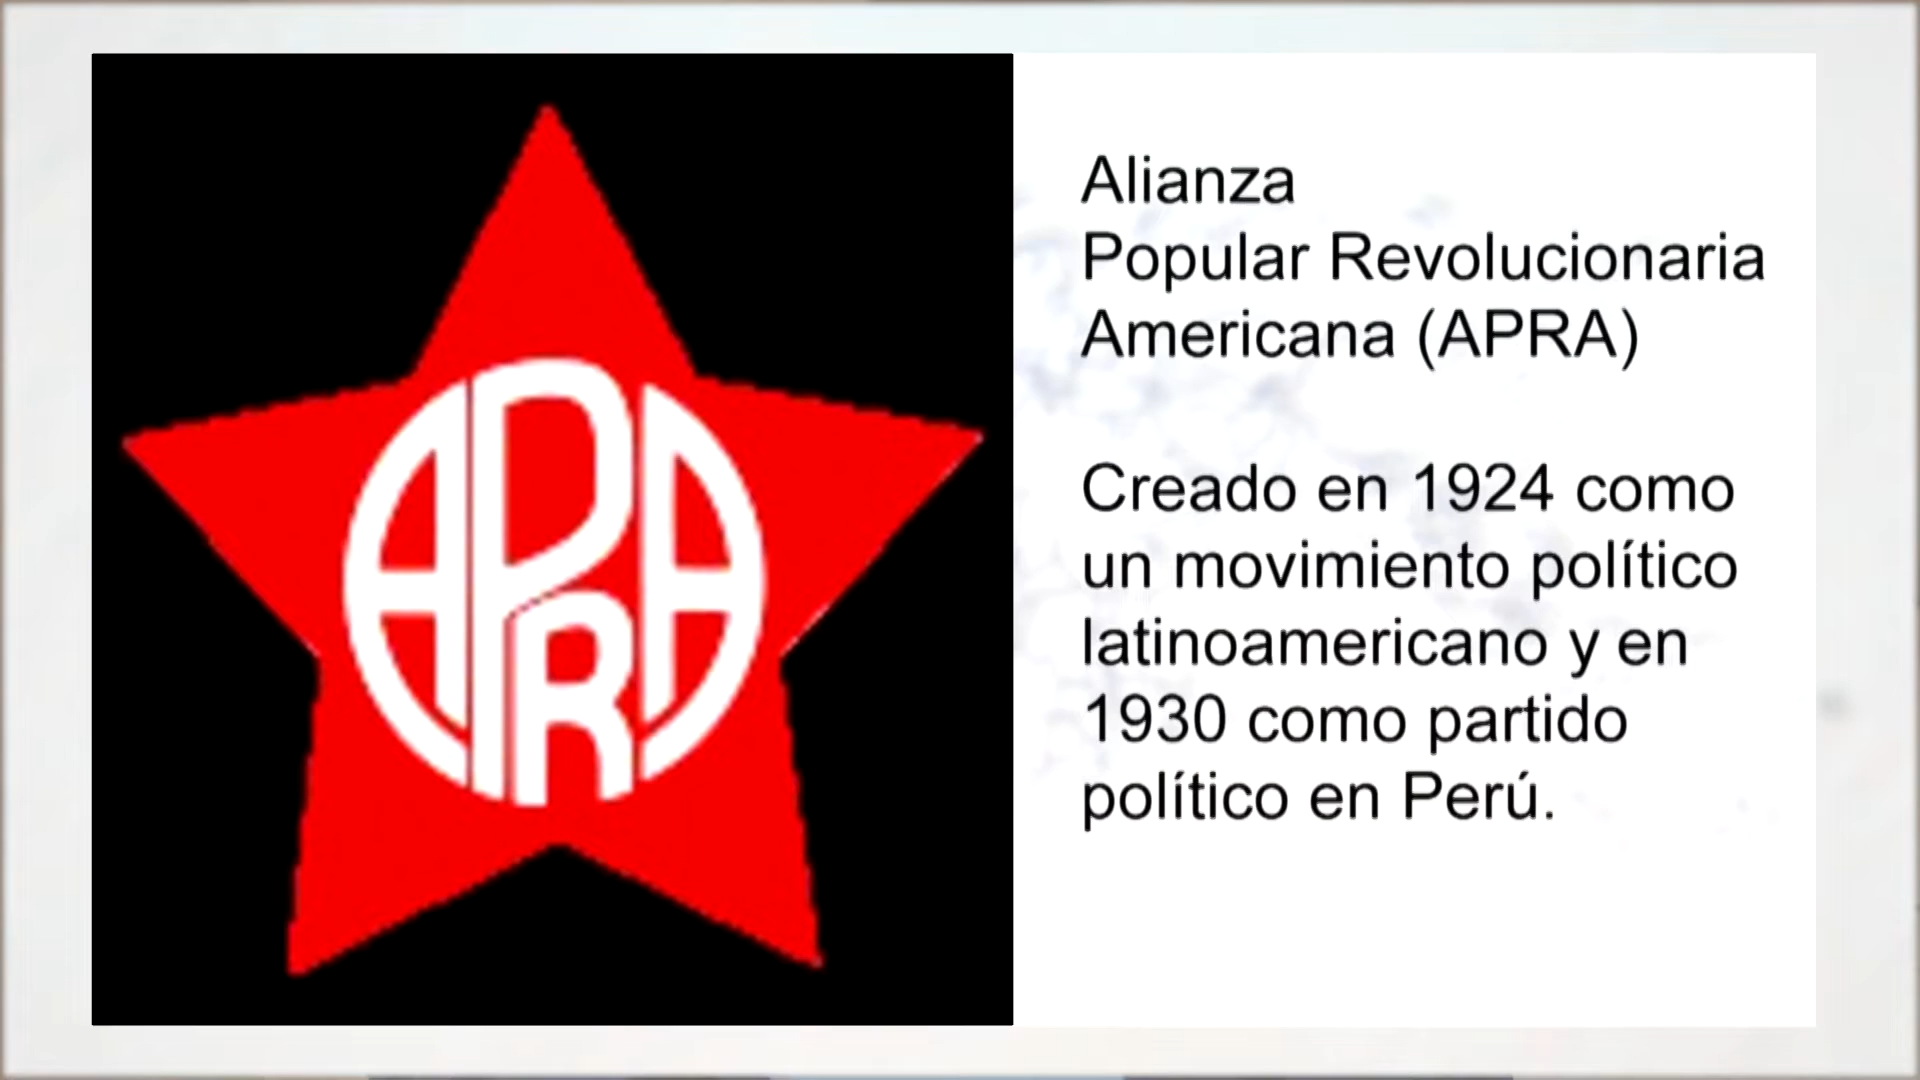 APRA
Alianza
Popular Revolucionaria
Americana (APRA)
Creado en 1924 como
un movimiento político
latinoamericano y en
1930 como partido
político en Perú.